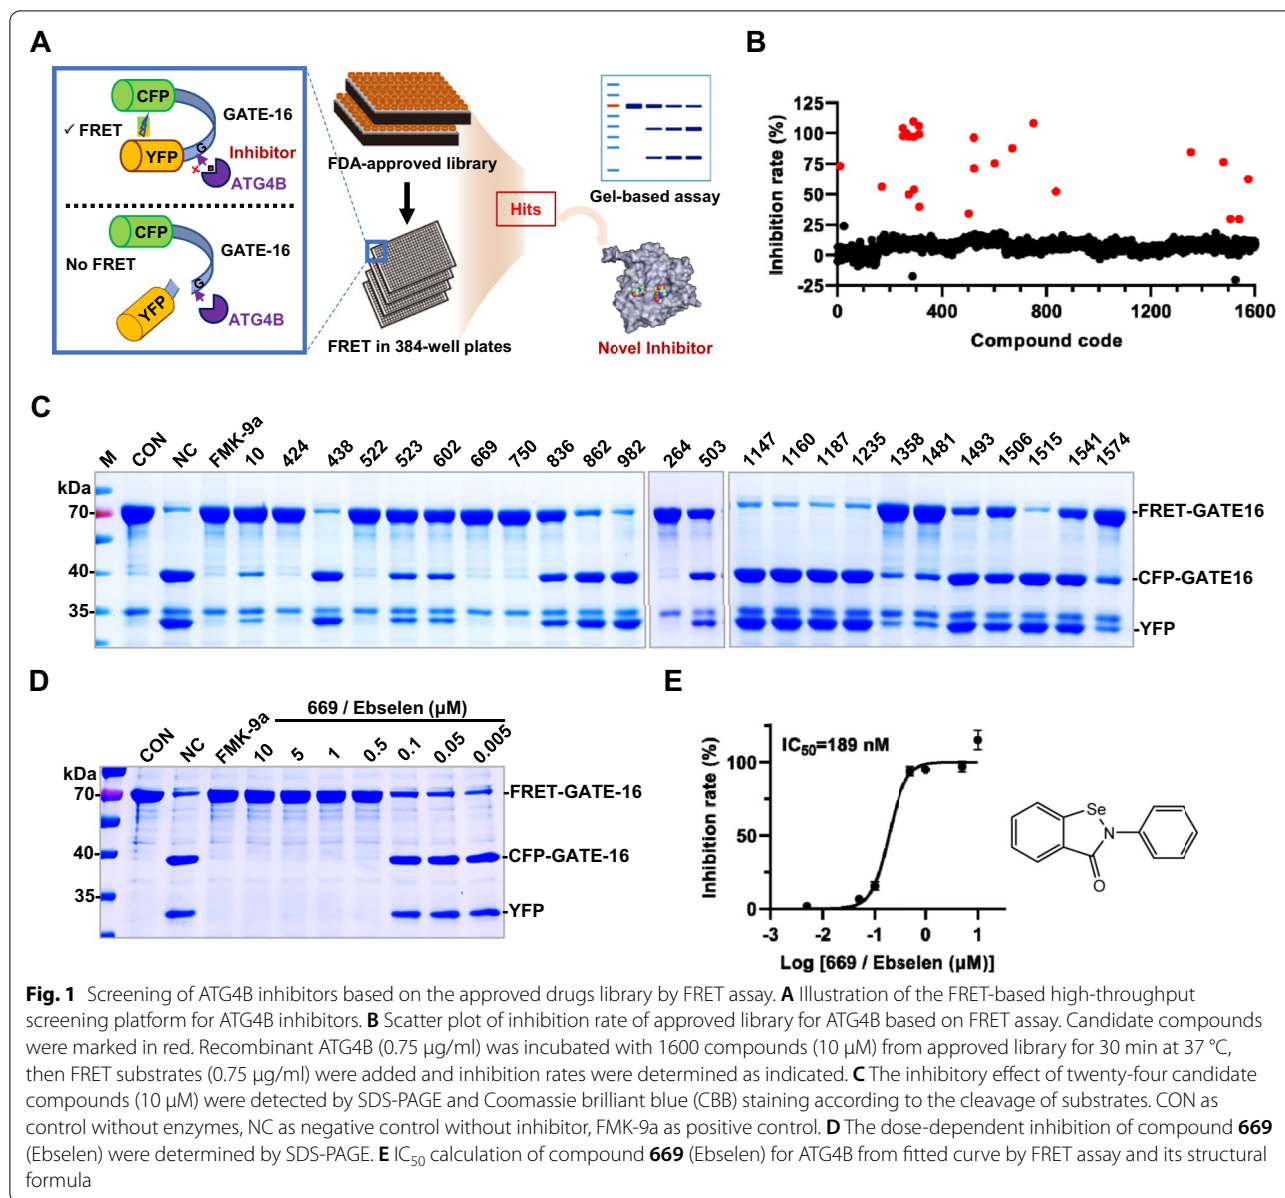 A
CFP
GATE-16
✓ FRET
YFP
G
Inhibitor
x
ATG4B
CFP
GATE-16
No FRET
G
YFP
ATG4B
FDA-approved library
FRET in 384-well plates
Hits
Gel-based assay
Novel Inhibitor
B
Inhibition rate (%)
125
100
75
50
25
0
-25
0 400 800 1200 1600
Compound code
C
M CON NC FMK-9a 10 424 438 522 523 602 669 750 836 862 982 264 503 1147 1160 1187 1235 1358 1481 1493 1506 1515 1541 1574
kDa
70-
40-
35-
-FRET-GATE16
-CFP-GATE16
-YFP
D
669 / Ebselen (μM)
CON NC FMK-9a 10 5 1 0.5 0.1 0.05 0.005
kDa
70-
40-
35-
-FRET-GATE-16
-CFP-GATE-16
-YFP
E
IC50=189 nM
Inhibition rate (%)
100
50
0
-3 -2 -1 0 1
Log [669 / Ebselen (μM)]
Se
N
O
Fig. 1 Screening of ATG4B inhibitors based on the approved drugs library by FRET assay. A Illustration of the FRET-based high-throughput
screening platform for ATG4B inhibitors. B Scatter plot of inhibition rate of approved library for ATG4B based on FRET assay. Candidate compounds
were marked in red. Recombinant ATG4B (0.75 μg/ml) was incubated with 1600 compounds (10 μM) from approved library for 30 min at 37 °C,
then FRET substrates (0.75 μg/ml) were added and inhibition rates were determined as indicated. C The inhibitory effect of twenty-four candidate
compounds (10 μM) were detected by SDS-PAGE and Coomassie brilliant blue (CBB) staining according to the cleavage of substrates. CON as
control without enzymes, NC as negative control without inhibitor, FMK-9a as positive control. D The dose-dependent inhibition of compound 669
(Ebselen) were determined by SDS-PAGE. E IC50 calculation of compound 669 (Ebselen) for ATG4B from fitted curve by FRET assay and its structural
formula